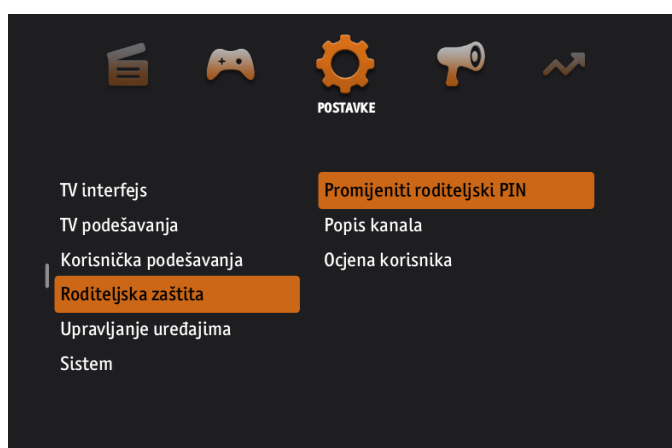 POSTAVKE
TV interfejs
TV podešavanja
Korisnička podešavanja
Roditeljska zaštita
Upravljanje uređajima
Sistem
Promijeniti roditeljski PIN
Popis kanala
Ocjena korisnika